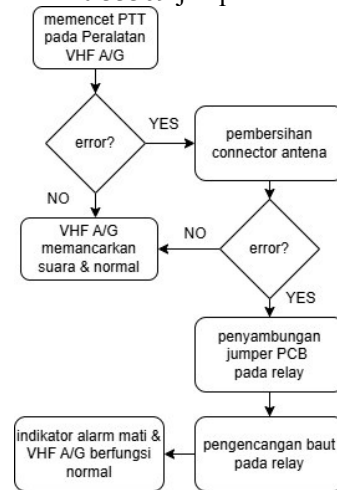 memencet PTT
pada Peralatan
VHF A/G
error?
YES
pembersihan
connector antena
NO
VHF A/G
memancarkan
suara & normal
NO
error?
YES
penyambungan
jumper PCB
pada relay
pengencangan baut
pada relay
indikator alarm mati &
VHF A/G berfungsi
normal